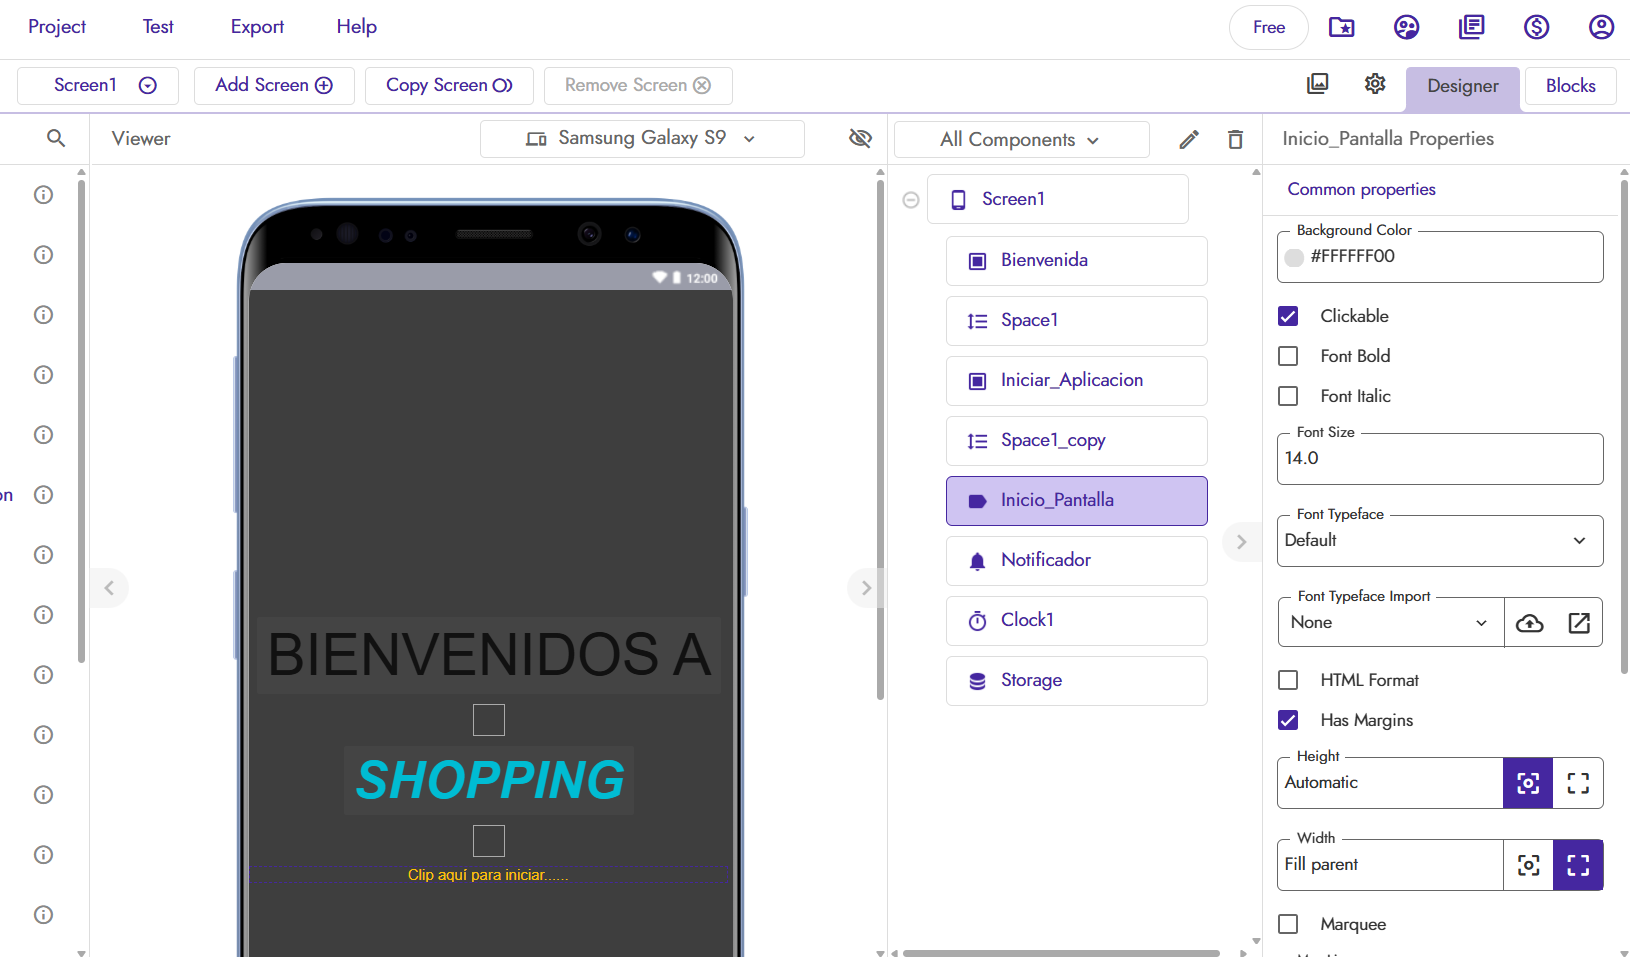 Project Test Export Help Free
Screen1 Add Screen Copy Screen Remove Screen Designer Blocks
Viewer Samsung Galaxy S9 All Components Inicio_Pantalla Properties
on
12:00
BIENVENIDOS A
SHOPPING
Clip aquí para iniciar......
Screen1
Bienvenida
Space1
Iniciar_Aplicacion
Space1_copy
Inicio_Pantalla
Notificador
Clock1
Storage
Common properties
Background Color
#FFFFFF00
Clickable
Font Bold
Font Italic
Font Size
14.0
Font Typeface
Default
Font Typeface Import
None
HTML Format
Has Margins
Height
Automatic
Width
Fill parent
Marquee